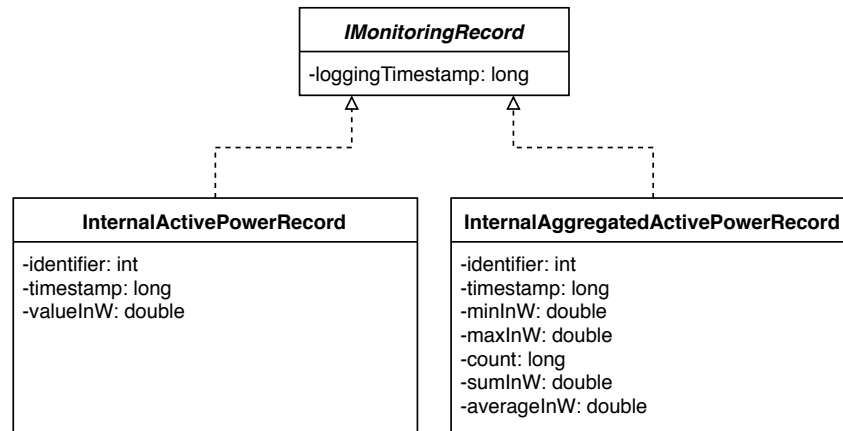 IMonitoringRecord
-loggingTimestamp: long
InternalActivePowerRecord
-identifier: int
-timestamp: long
-valueInW: double
InternalAggregatedActivePowerRecord
-identifier: int
-timestamp: long
-minInW: double
-maxInW: double
-count: long
-sumInW: double
-averageInW: double